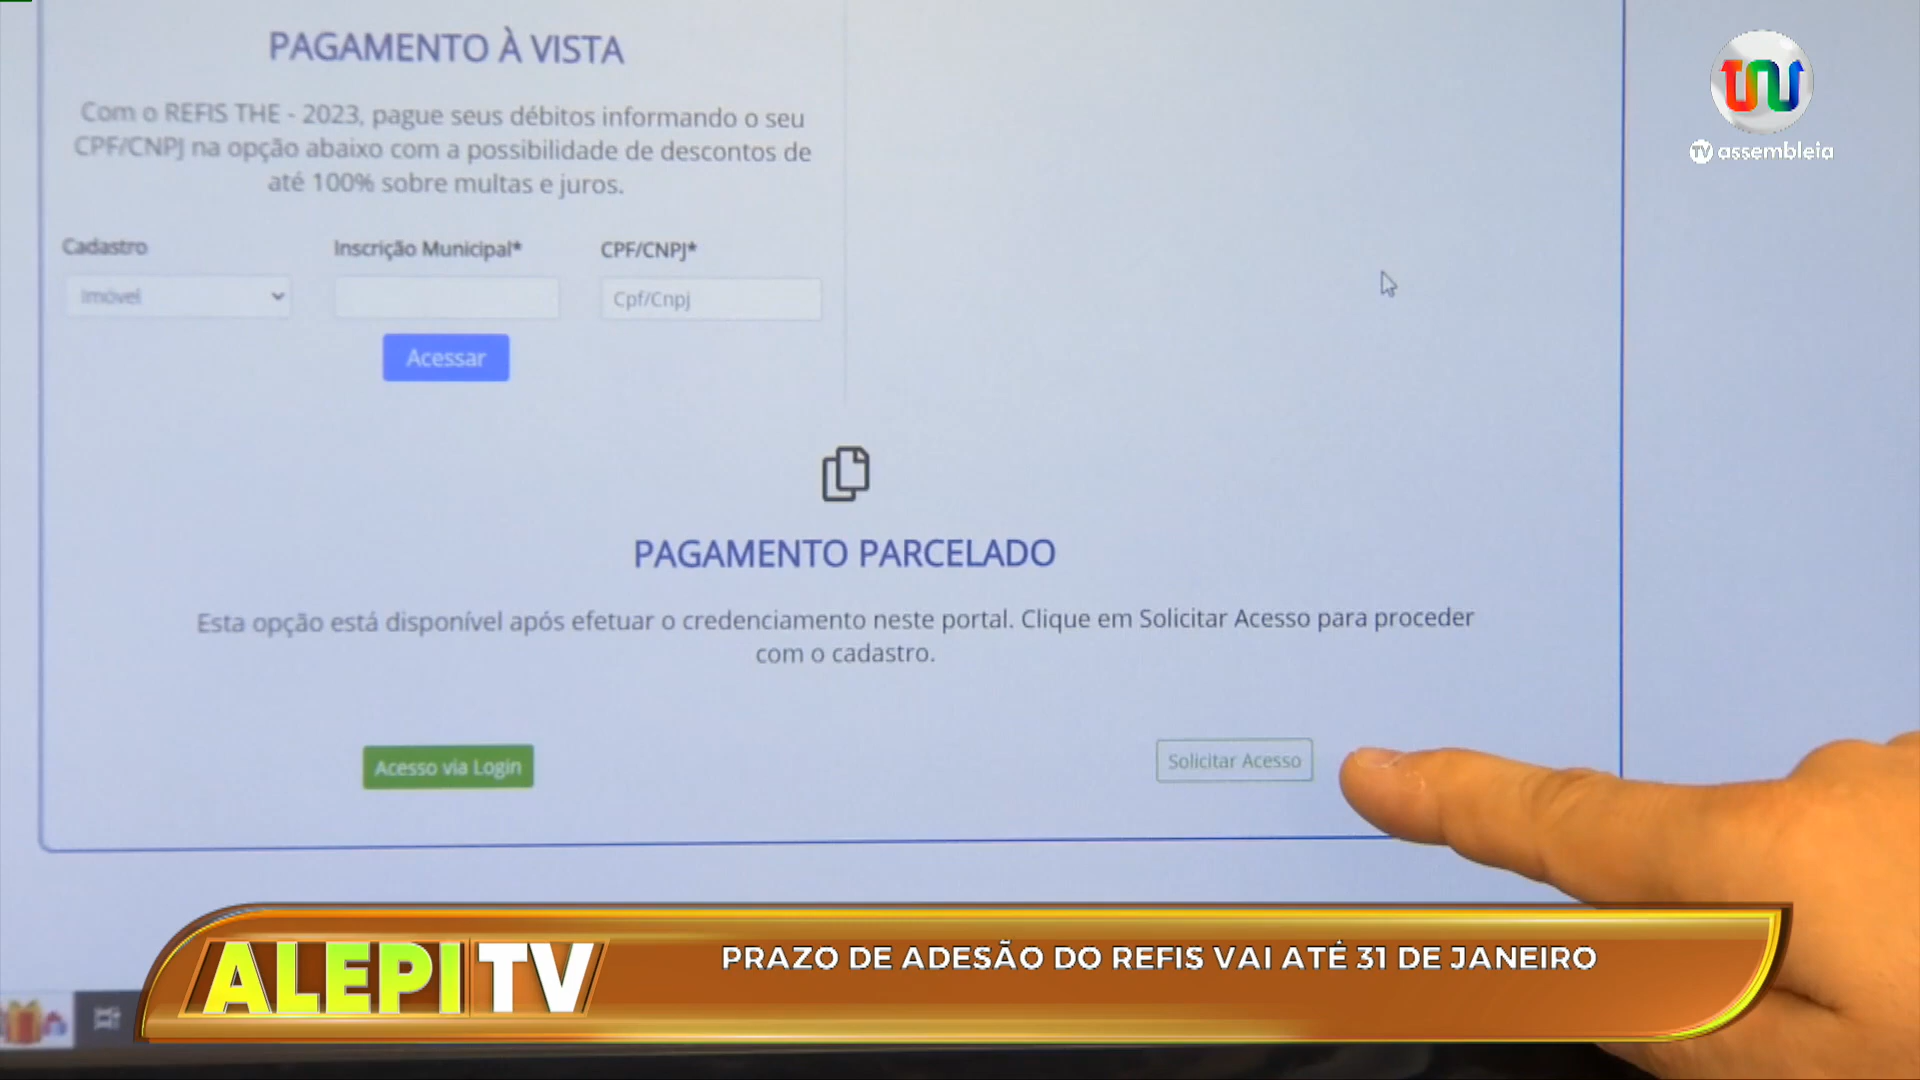 PAGAMENTO À VISTA
Com o REFIS THE - 2023, pague seus débitos informando o seu
CPF/CNPJ na opção abaixo com a possibilidade de descontos de
até 100% sobre multas e juros.
Cadastro
Inscrição Municipal*
CPF/CNPJ*
Imóvel
Cpf/Cnpj
Acessar
PAGAMENTO PARCELADO
Esta opção está disponível após efetuar o credenciamento neste portal. Clique em Solicitar Acesso para proceder
com o cadastro.
Acesso via Login
Solicitar Acesso
TV assembleia
ALEPI TV
PRAZO DE ADESÃO DO REFIS VAI ATÉ 31 DE JANEIRO